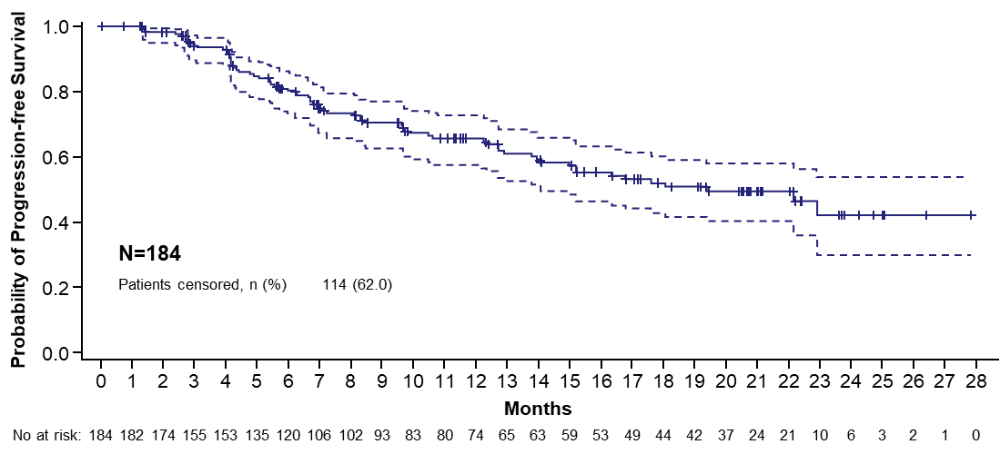 Probability of Progression-free Survival
1.0
0.8
0.6
0.4
0.2
0.0
N=184
Patients censored, n (%) 114 (62.0)
0 1 2 3 4 5 6 7 8 9 10 11 12 13 14 15 16 17 18 19 20 21 22 23 24 25 26 27 28
Months
No at risk: 184 182 174 155 153 135 120 106 102 93 83 80 74 65 63 59 53 49 44 42 37 24 21 10 6 3 2 1 0